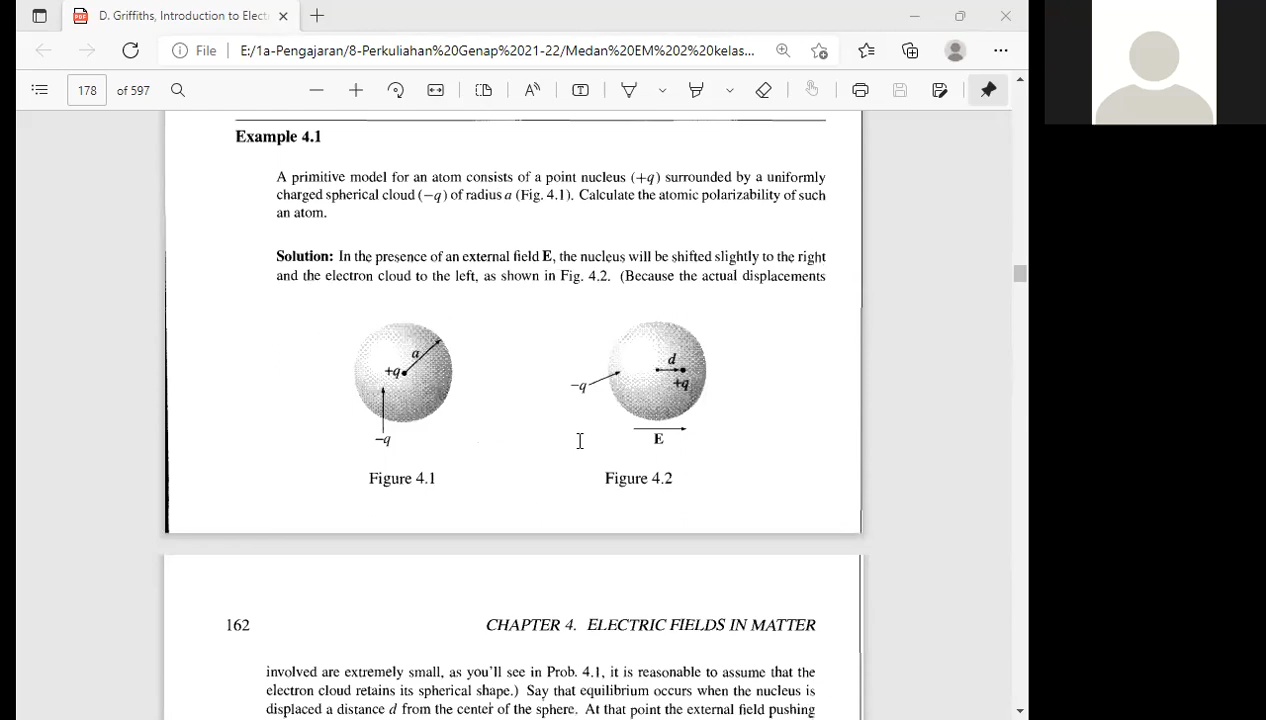 D. Griffiths, Introduction to Elect
File
E:/1a-Pengajaran/8-Perkuliahan%20Genap%2021-22/Medan%20EM%202%20kelas...
178 of 597
Example 4.1
A primitive model for an atom consists of a point nucleus (+q) surrounded by a uniformly
charged spherical cloud (−q) of radius a (Fig. 4.1). Calculate the atomic polarizability of such
an atom.
Solution: In the presence of an external field E, the nucleus will be shifted slightly to the right
and the electron cloud to the left, as shown in Fig. 4.2. (Because the actual displacements
a
+q
−q
d
+q
−q
E
Figure 4.1
Figure 4.2
162
CHAPTER 4. ELECTRIC FIELDS IN MATTER
involved are extremely small, as you'll see in Prob. 4.1, it is reasonable to assume that the
electron cloud retains its spherical shape.) Say that equilibrium occurs when the nucleus is
displaced a distance d from the center of the sphere. At that point the external field pushing